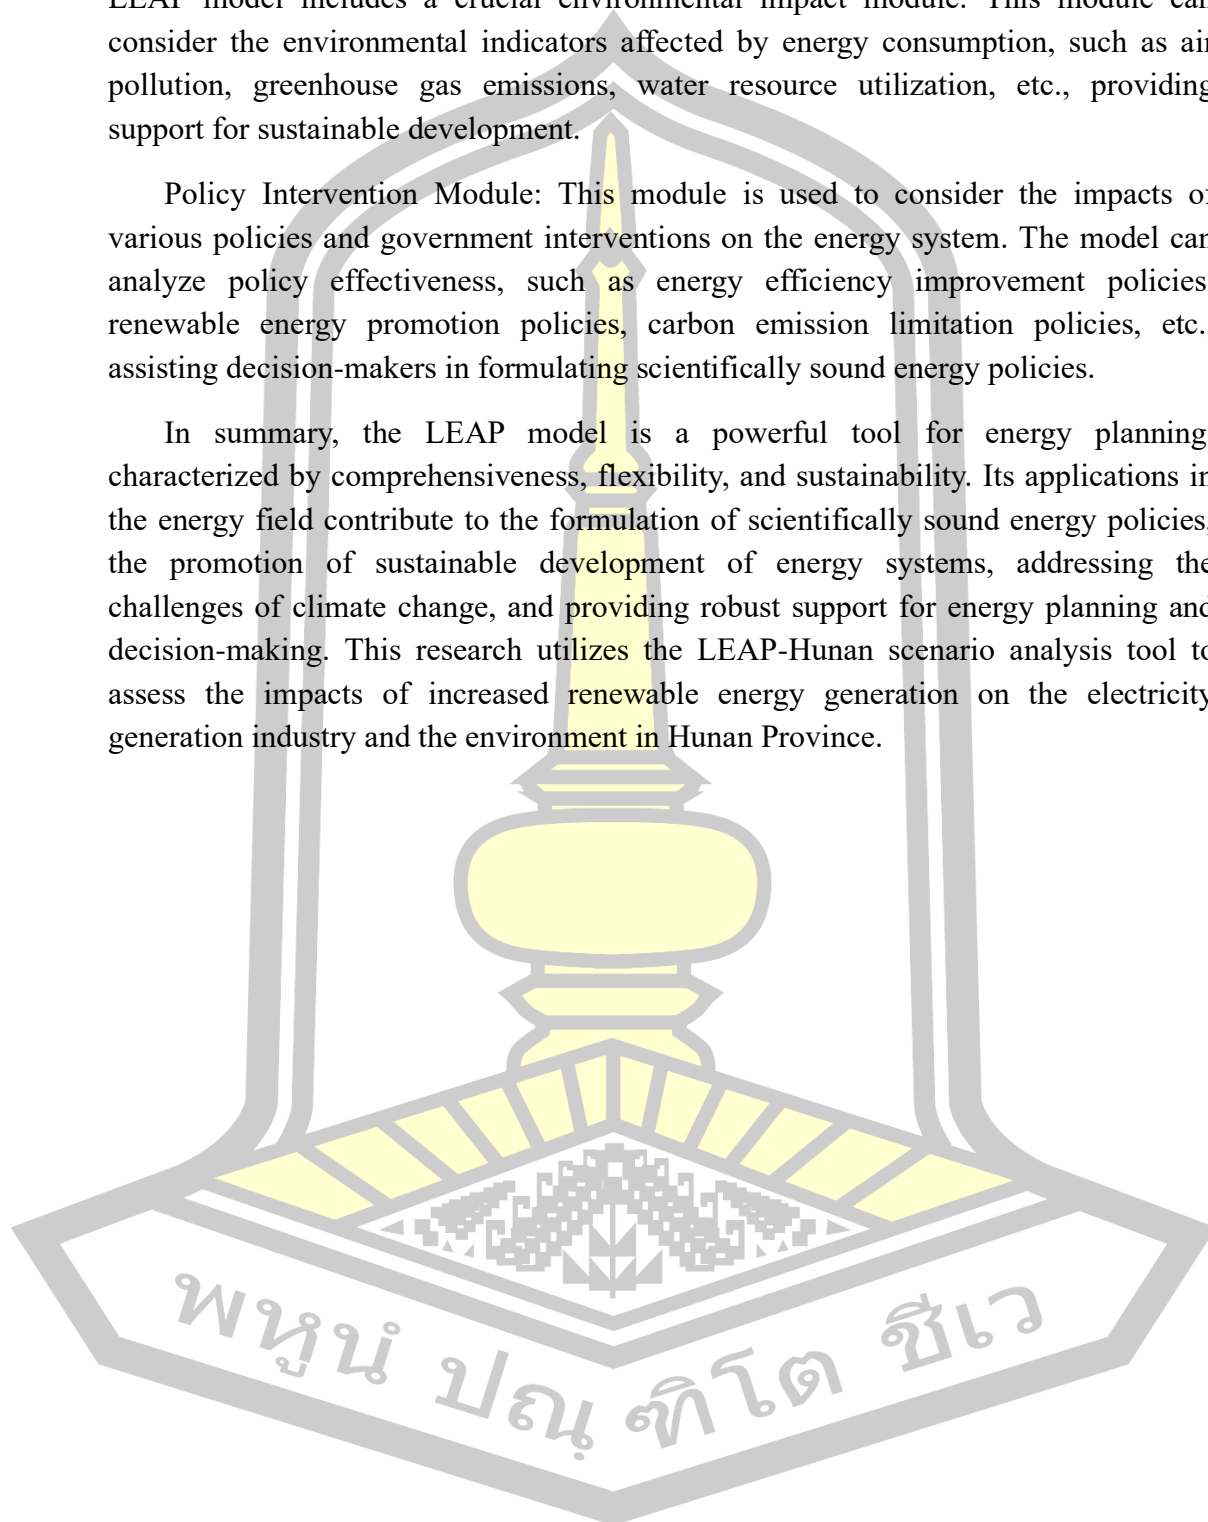 LEAP model includes a crucial environmental impact module. This module can
consider the environmental indicators affected by energy consumption, such as air
pollution, greenhouse gas emissions, water resource utilization, etc., providing
support for sustainable development.
Policy Intervention Module: This module is used to consider the impacts of
various policies and government interventions on the energy system. The model can
analyze policy effectiveness, such as energy efficiency improvement policies,
renewable energy promotion policies, carbon emission limitation policies, etc.,
assisting decision-makers in formulating scientifically sound energy policies.
In summary, the LEAP model is a powerful tool for energy planning,
characterized by comprehensiveness, flexibility, and sustainability. Its applications in
the energy field contribute to the formulation of scientifically sound energy policies,
the promotion of sustainable development of energy systems, addressing the
challenges of climate change, and providing robust support for energy planning and
decision-making. This research utilizes the LEAP-Hunan scenario analysis tool to
assess the impacts of increased renewable energy generation on the electricity
generation industry and the environment in Hunan Province.
พหูนํ ปณฺฑิโต ชีเว